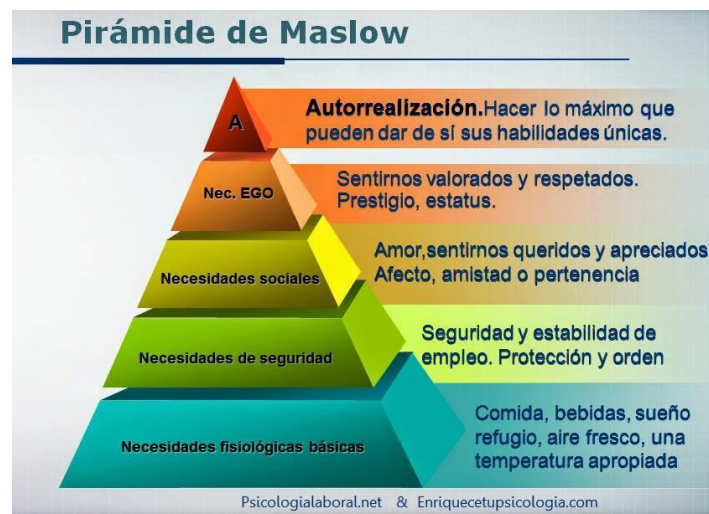 Pirámide de Maslow
A
Autorrealización.Hacer lo máximo que
pueden dar de sí sus habilidades únicas.
Nec. EGO
Sentirnos valorados y respetados.
Prestigio, estatus.
Necesidades sociales
Amor,sentirnos queridos y apreciados
Afecto, amistad o pertenencia
Necesidades de seguridad
Seguridad y estabilidad de
empleo. Protección y orden
Necesidades fisiológicas básicas
Comida, bebidas, sueño
refugio, aire fresco, una
temperatura apropiada
Psicologialaboral.net & Enriquecetupsicologia.com